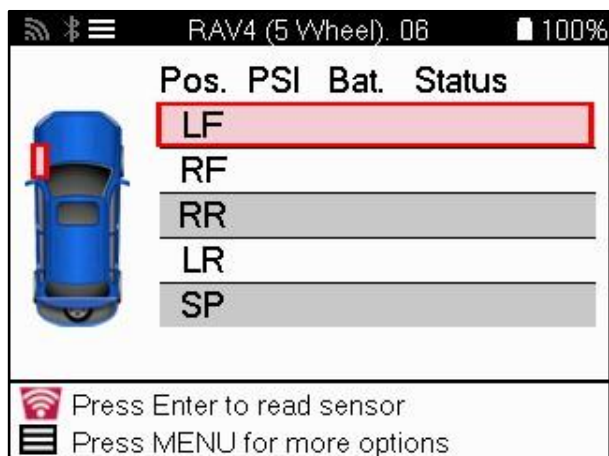 RAV4 (5 Wheel). 06 100%
Pos. PSI Bat. Status
LF
RF
RR
LR
SP
Press Enter to read sensor
Press MENU for more options